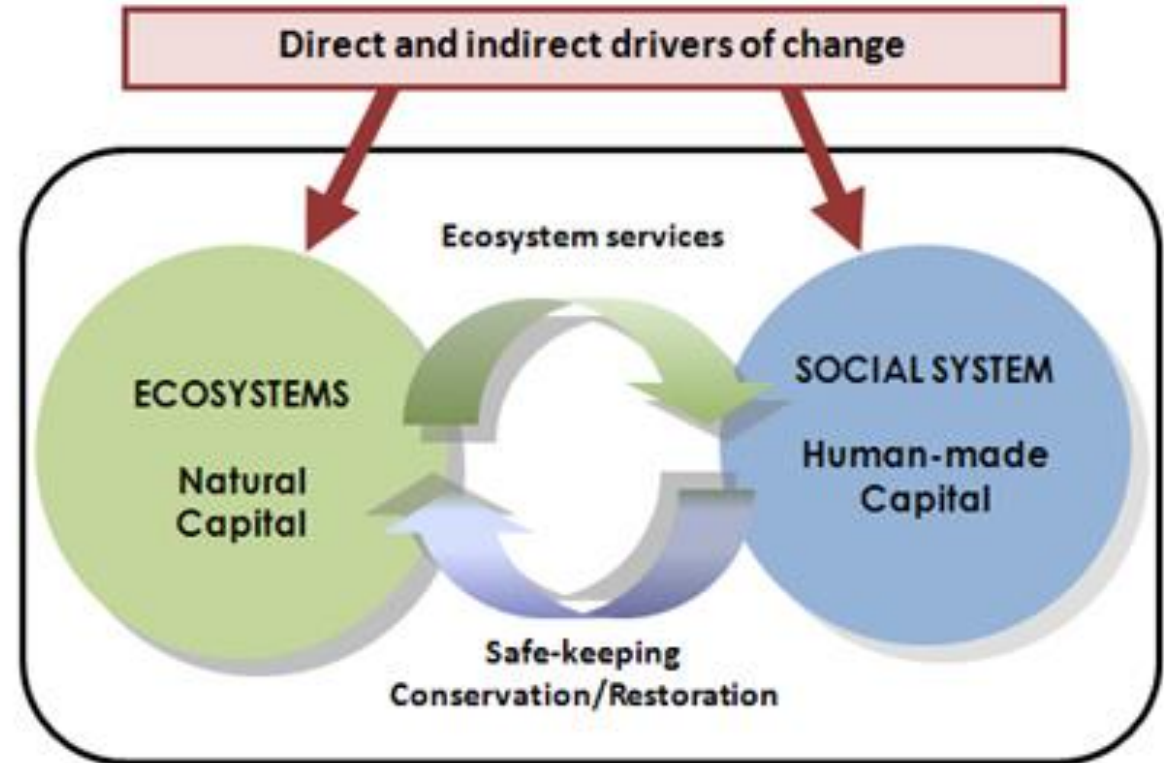 Direct and indirect drivers of change
Ecosystem services
ECOSYSTEMS
Natural
Capital
SOCIAL SYSTEM
Human-made
Capital
Safe-keeping
Conservation/Restoration